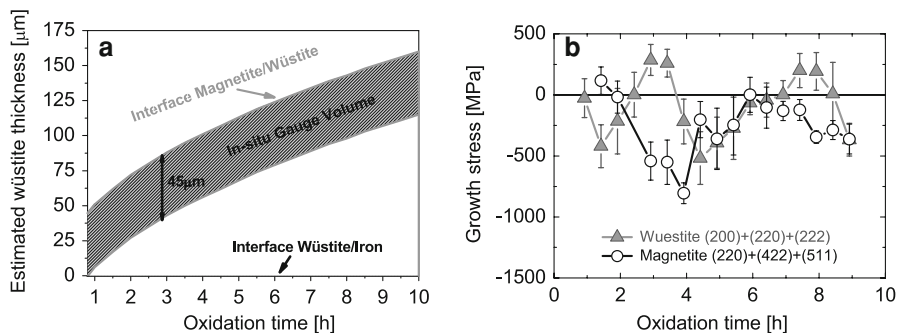 a
Estimated wüstite thickness [µm]
175
150
125
100
75
50
25
0
Interface Magnetite/Wüstite
In-situ Gauge Volume
45µm
Interface Wüstite/Iron
1 2 3 4 5 6 7 8 9 10
Oxidation time [h]
b
Growth stress [MPa]
500
0
-500
-1000
-1500
Wuestite (200)+(220)+(222)
Magnetite (220)+(422)+(511)
0 2 4 6 8 10
Oxidation time [h]